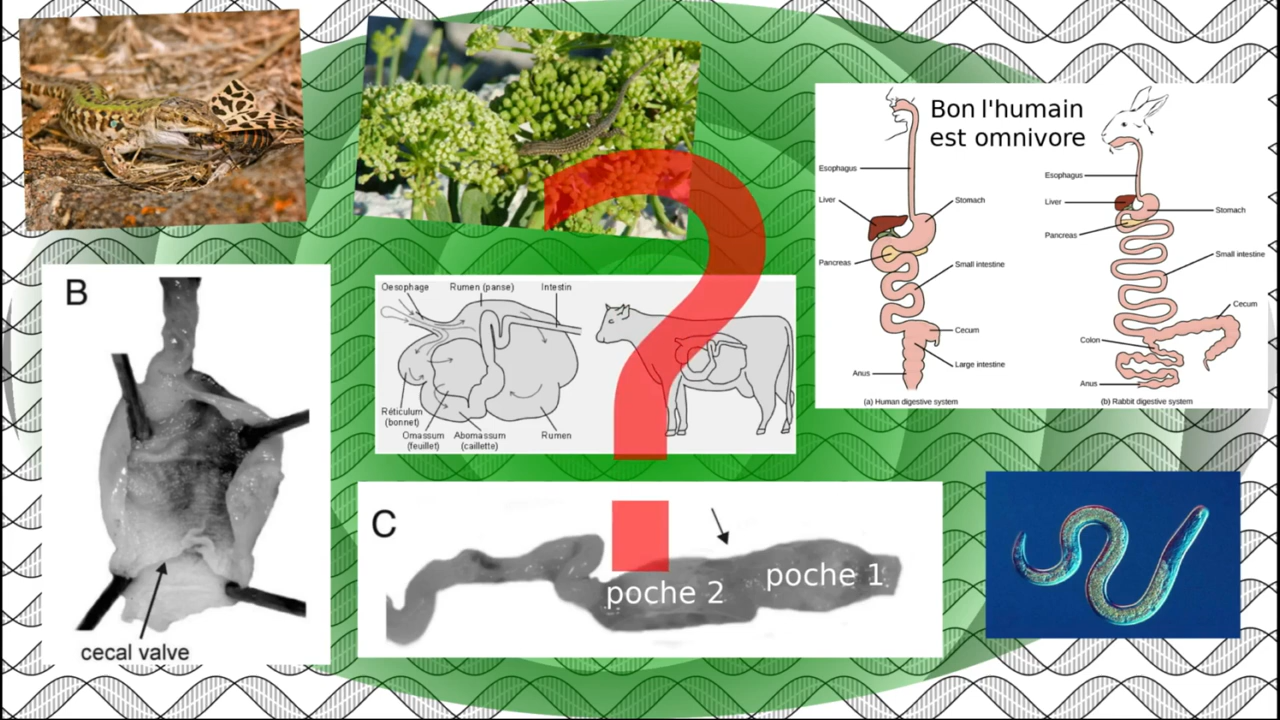 Bon l'humain
est omnivore
Esophagus
Liver
Stomach
Pancreas
Small intestine
Cecum
Large intestine
Anus
(a) Human digestive system
Esophagus
Liver
Stomach
Pancreas
Small intestine
Cecum
Colon
Anus
(b) Rabbit digestive system
B
cecal valve
Oesophage
Rumen (panse)
Intestin
Réticulum
(bonnet)
Omassum
(feuillet)
Abomassum
(caillette)
Rumen
?
C
poche 2
poche 1